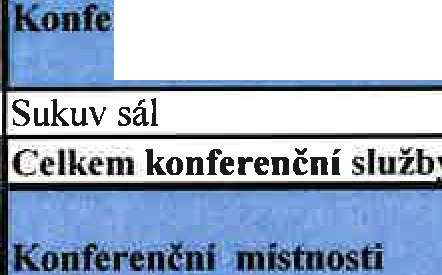 Konfe
Sukuv sál
Celkem konferenční služby
Konferenční místnosti